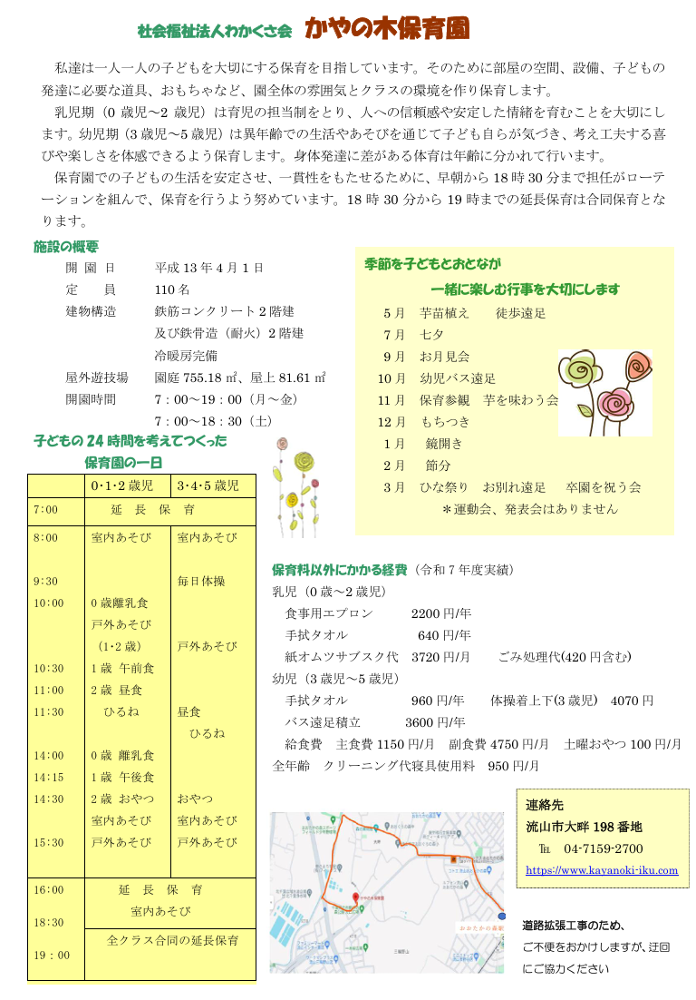 社会福祉法人わかくさ会 かやの木保育園
私達は一人一人の子どもを大切にする保育を目指しています。そのために部屋の空間、設備、子どもの
発達に必要な道具、おもちゃなど、園全体の雰囲気とクラスの環境を作り保育します。
乳児期（0 歳児〜2 歳児）は育児の担当制をとり、人への信頼感や安定した情緒を育むことを大切にし
ます。幼児期（3 歳児〜5 歳児）は異年齢での生活やあそびを通じて子ども自らが気づき、考え工夫する喜
びや楽しさを体感できるよう保育します。身体発達に差がある体育は年齢に分かれて行います。
保育園での子どもの生活を安定させ、一貫性をもたせるために、早朝から 18 時 30 分まで担任がローテ
ーションを組んで、保育を行うよう努めています。18 時 30 分から 19 時までの延長保育は合同保育とな
ります。
施設の概要
開 園 日 平成 13 年 4 月 1 日
定 員 110 名
建物構造 鉄筋コンクリート 2 階建
及び鉄骨造（耐火）2 階建
冷暖房完備
屋外遊技場 園庭 755.18 ㎡、屋上 81.61 ㎡
開園時間 7：00〜19：00（月〜金）
7：00〜18：30（土）
季節を子どもとおとなが
一緒に楽しむ行事を大切にします
5 月 芋苗植え 徒歩遠足
7 月 七夕
9 月 お月見会
10 月 幼児バス遠足
11 月 保育参観 芋を味わう会
12 月 もちつき
1 月 鏡開き
2 月 節分
3 月 ひな祭り お別れ遠足 卒園を祝う会
＊運動会、発表会はありません
子どもの 24 時間を考えてつくった
保育園の一日
0･1･2 歳児 3･4･5 歳児
7:00 延 長 保 育
8:00 室内あそび 室内あそび
9:30 毎日体操
10:00 0 歳離乳食
戸外あそび
（1･2 歳） 戸外あそび
10:30 1 歳 午前食
11:00 2 歳 昼食
11:30 ひるね 昼食
ひるね
14:00 0 歳 離乳食
14:15 1 歳 午後食
14:30 2 歳 おやつ おやつ
室内あそび 室内あそび
15:30 戸外あそび 戸外あそび
16:00 延 長 保 育
室内あそび
18:30
全クラス合同の延長保育
19：00
保育料以外にかかる経費（令和 7 年度実績）
乳児（0 歳〜2 歳児）
食事用エプロン 2200 円/年
手拭タオル 640 円/年
紙オムツサブスク代 3720 円/月 ごみ処理代(420 円含む)
幼児（3 歳児〜5 歳児）
手拭タオル 960 円/年 体操着上下(3 歳児) 4070 円
バス遠足積立 3600 円/年
給食費 主食費 1150 円/月 副食費 4750 円/月 土曜おやつ 100 円/月
全年齢 クリーニング代寝具使用料 950 円/月
かやの木保育園
おおたかの森駅
連絡先
流山市大畔 198 番地
℡ 04-7159-2700
https://www.kayanoki-iku.com
道路拡張工事のため、
ご不便をおかけしますが、迂回
にご協力ください